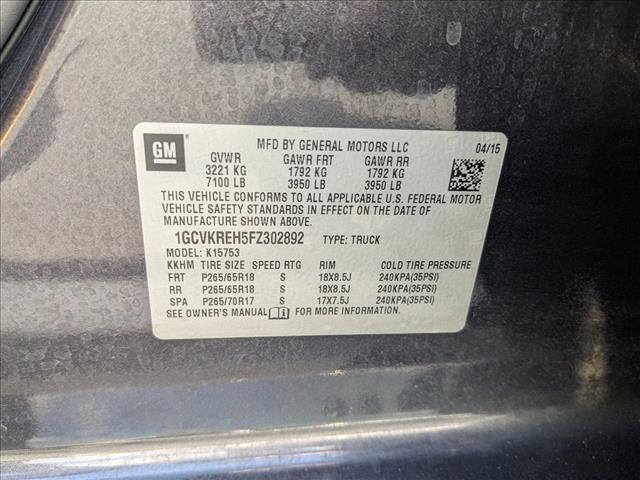 GM
MFD BY GENERAL MOTORS LLC 04/15
GVWR GAWR FRT GAWR RR
3221 KG 1792 KG 1792 KG
7100 LB 3950 LB 3950 LB
THIS VEHICLE CONFORMS TO ALL APPLICABLE U.S. FEDERAL MOTOR
VEHICLE SAFETY STANDARDS IN EFFECT ON THE DATE OF
MANUFACTURE SHOWN ABOVE.
1GCVKREH5FZ302892 TYPE: TRUCK
MODEL: K15753
KKHM TIRE SIZE SPEED RTG RIM COLD TIRE PRESSURE
FRT P265/65R18 S 18X8.5J 240KPA(35PSI)
RR P265/65R18 S 18X8.5J 240KPA(35PSI)
SPA P265/70R17 S 17X7.5J 240KPA(35PSI)
SEE OWNER'S MANUAL FOR MORE INFORMATION.